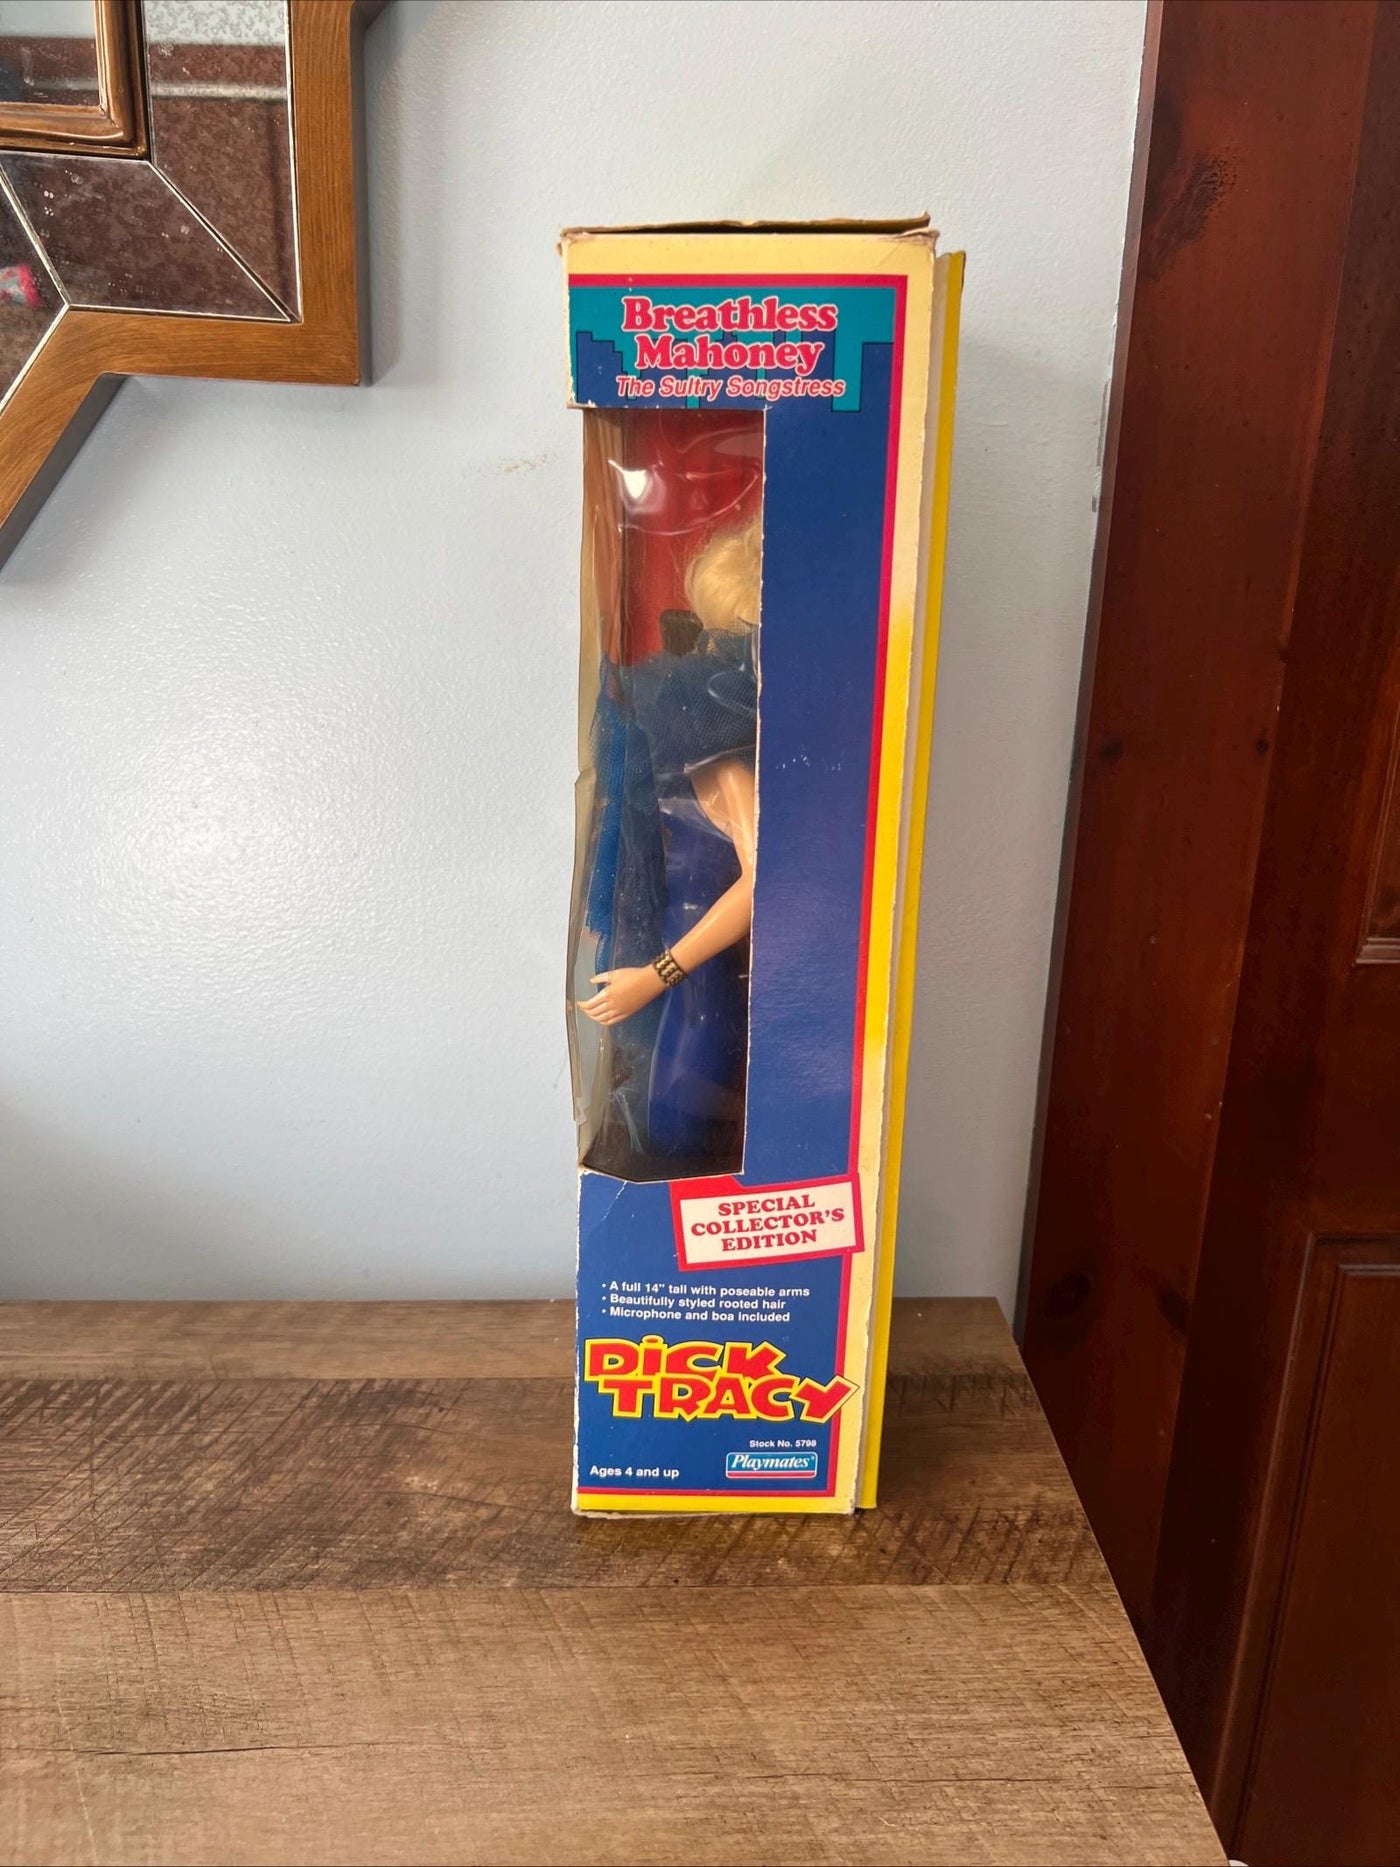 Breathless
Mahoney
The Sultry Songstress
SPECIAL
COLLECTOR'S
EDITION
• A full 14" tall with poseable arms
• Beautifully styled rooted hair
• Microphone and boa included
DICK
TRACY
Stock No. 5798
Ages 4 and up
Playmates®